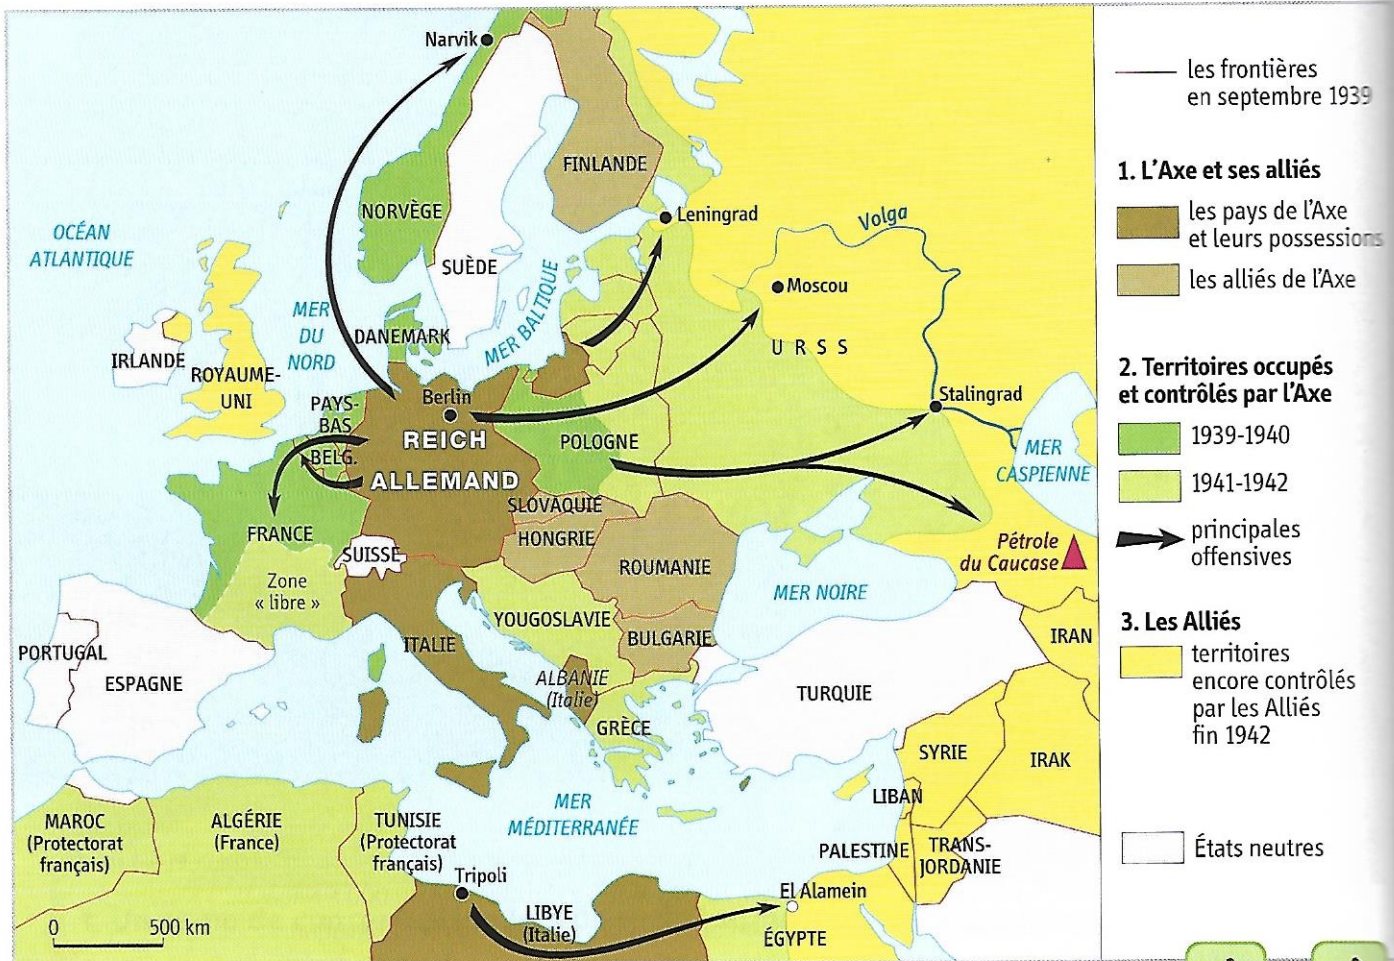 Narvik
FINLANDE
NORVÈGE
Leningrad
Volga
OCÉAN
ATLANTIQUE
SUÈDE
Moscou
MER
DU
NORD
DANEMARK
MER BALTIQUE
URSS
IRLANDE
ROYAUME-
UNI
PAYS-
BAS
Berlin
Stalingrad
REICH
ALLEMAND
POLOGNE
BELG.
MER
CASPIENNE
SLOVAQUIE
FRANCE
HONGRIE
SUISSE
Pétrole
du Caucase
ROUMANIE
Zone
« libre »
MER NOIRE
YOUGOSLAVIE
BULGARIE
IRAN
ITALIE
PORTUGAL
ESPAGNE
ALBANIE
(Italie)
TURQUIE
GRÈCE
SYRIE
IRAK
LIBAN
MER
MÉDITERRANÉE
MAROC
(Protectorat
français)
ALGÉRIE
(France)
TUNISIE
(Protectorat
français)
PALESTINE
TRANS-
JORDANIE
Tripoli
El Alamein
LIBYE
(Italie)
ÉGYPTE
0 500 km
les frontières
en septembre 1939
1. L'Axe et ses alliés
les pays de l'Axe
et leurs possessions
les alliés de l'Axe
2. Territoires occupés
et contrôlés par l'Axe
1939-1940
1941-1942
principales
offensives
3. Les Alliés
territoires
encore contrôlés
par les Alliés
fin 1942
États neutres